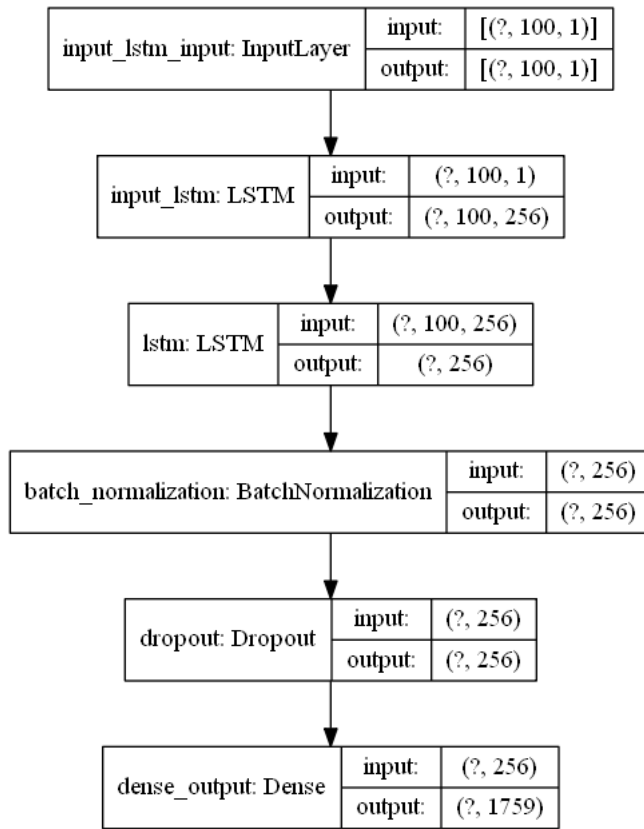 input_lstm_input: InputLayer
input: [(?, 100, 1)]
output: [(?, 100, 1)]
input_lstm: LSTM
input: (?, 100, 1)
output: (?, 100, 256)
lstm: LSTM
input: (?, 100, 256)
output: (?, 256)
batch_normalization: BatchNormalization
input: (?, 256)
output: (?, 256)
dropout: Dropout
input: (?, 256)
output: (?, 256)
dense_output: Dense
input: (?, 256)
output: (?, 1759)